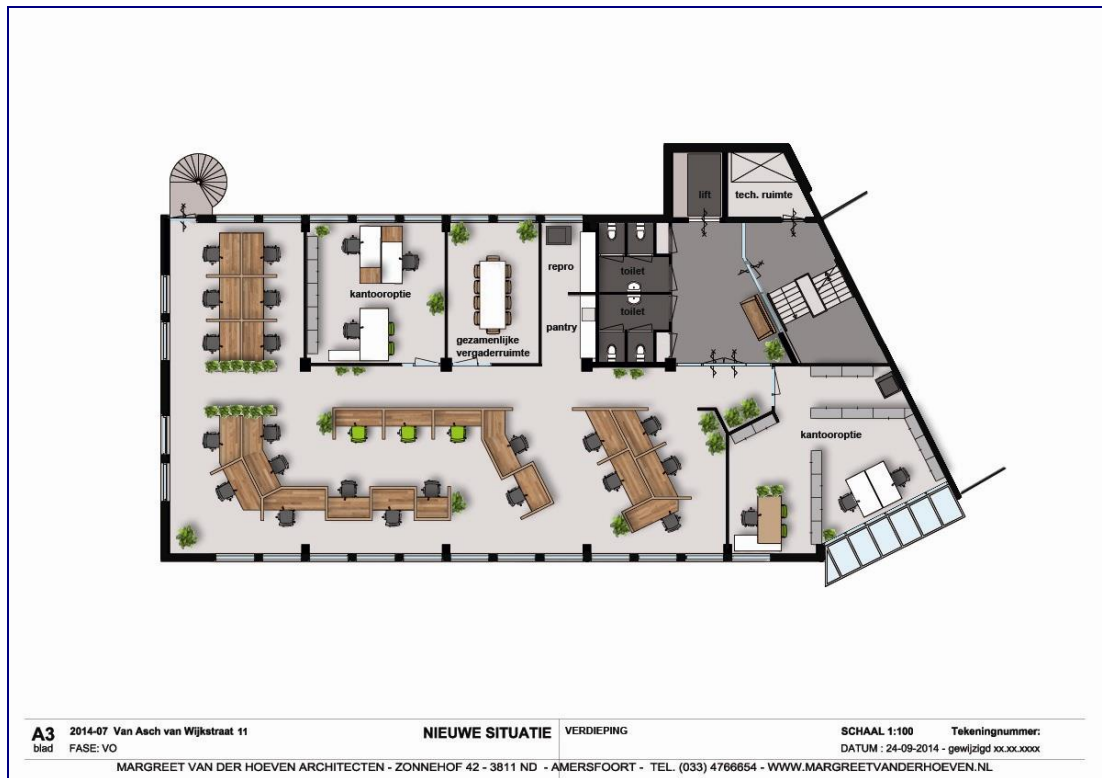 lift
tech. ruimte
repro
toilet
kantooroptie
toilet
pantry
gezamenlijke
vergaderruimte
kantooroptie
A3 2014-07 Van Asch van Wijkstraat 11 NIEUWE SITUATIE VERDIEPING SCHAAL 1:100 Tekeningnummer:
blad FASE: VO DATUM : 24-09-2014 - gewijzigd xx.xx.xxxx
MARGREET VAN DER HOEVEN ARCHITECTEN - ZONNEHOF 42 - 3811 ND - AMERSFOORT - TEL. (033) 4766654 - WWW.MARGREETVANDERHOEVEN.NL